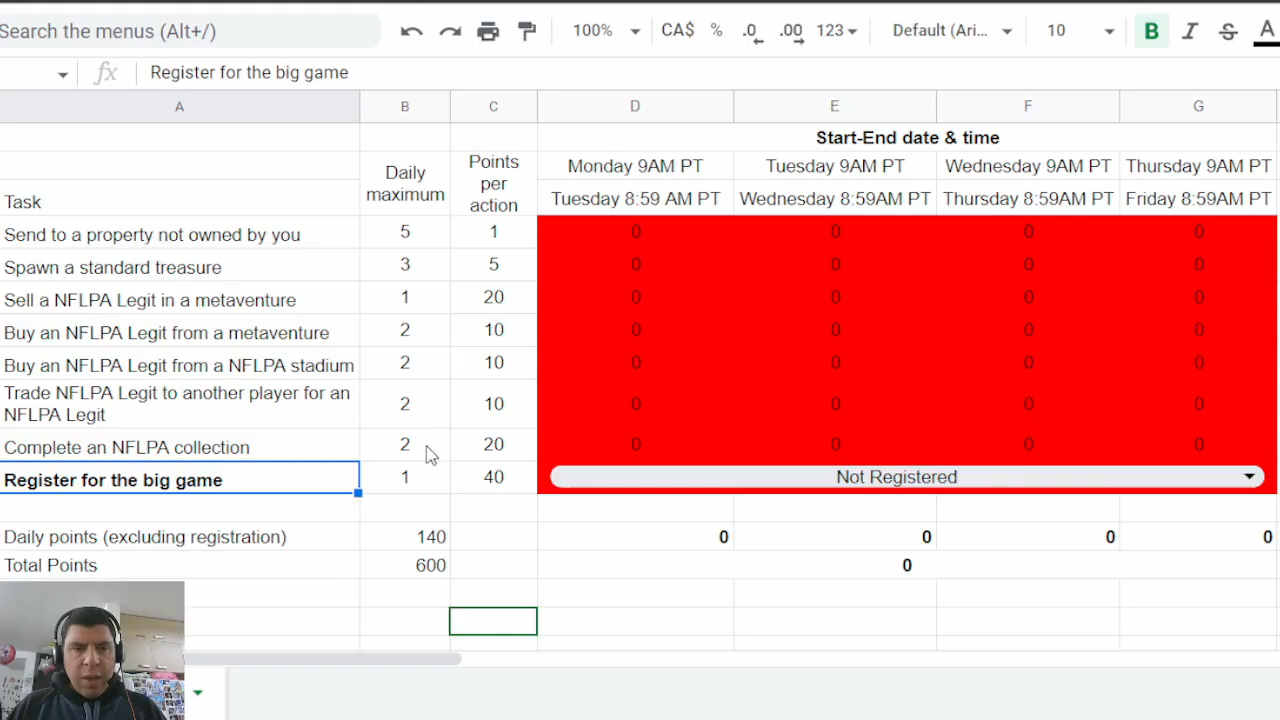 Search the menus (Alt+/)
100% CA$ % .0 .00 123 Default (Ari... 10 B I S A
fx Register for the big game
A B C D E F G
Start-End date & time
Task Daily maximum Points per action Monday 9AM PT Tuesday 9AM PT Wednesday 9AM PT Thursday 9AM PT
Tuesday 8:59 AM PT Wednesday 8:59AM PT Thursday 8:59AM PT Friday 8:59AM PT
Send to a property not owned by you 5 1 0 0 0 0
Spawn a standard treasure 3 5 0 0 0 0
Sell a NFLPA Legit in a metaventure 1 20 0 0 0 0
Buy an NFLPA Legit from a metaventure 2 10 0 0 0 0
Buy an NFLPA Legit from a NFLPA stadium 2 10 0 0 0 0
Trade NFLPA Legit to another player for an
NFLPA Legit 2 10 0 0 0 0
Complete an NFLPA collection 2 20 0 0 0 0
Register for the big game 1 40 Not Registered
Daily points (excluding registration) 140 0 0 0 0
Total Points 600 0